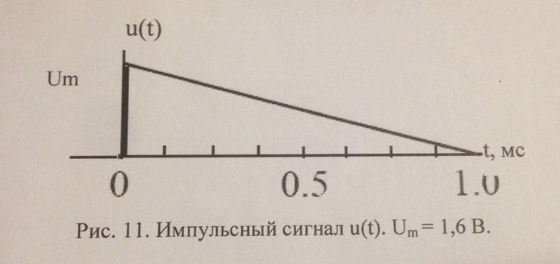 u(t)
Um
t, мс
0 0.5 1.0
Рис. 11. Импульсный сигнал u(t). Um = 1,6 В.